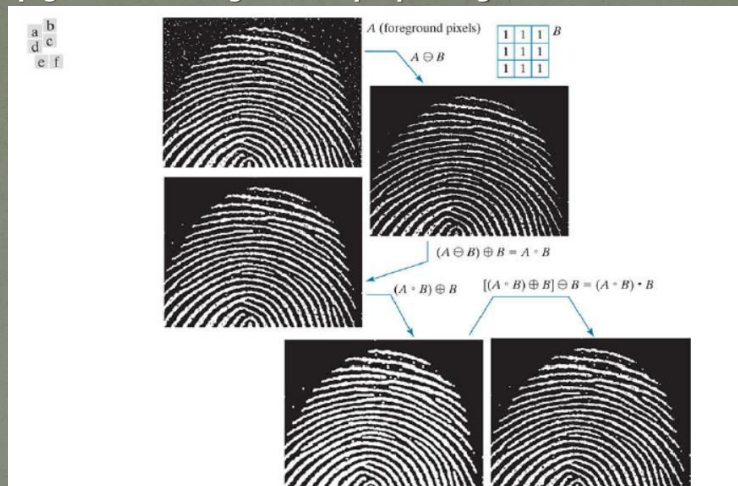 a b
d c
e f
A (foreground pixels)
1 1 1 B
1 1 1
1 1 1
A ⊖ B
(A ⊖ B) ⊕ B = A ∘ B
(A ∘ B) ⊕ B
[(A ∘ B) ⊕ B] ⊖ B = (A ∘ B) • B